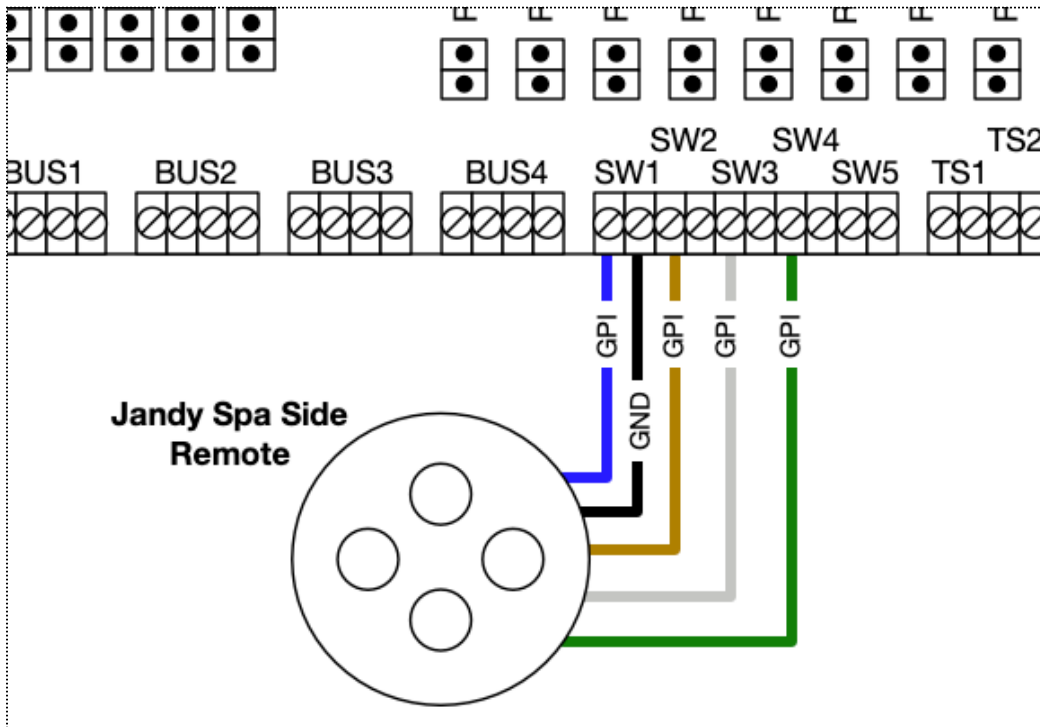 SW2 SW4 TS2
BUS1 BUS2 BUS3 BUS4 SW1 SW3 SW5 TS1
GPI GPI GPI GPI
GND
Jandy Spa Side
Remote